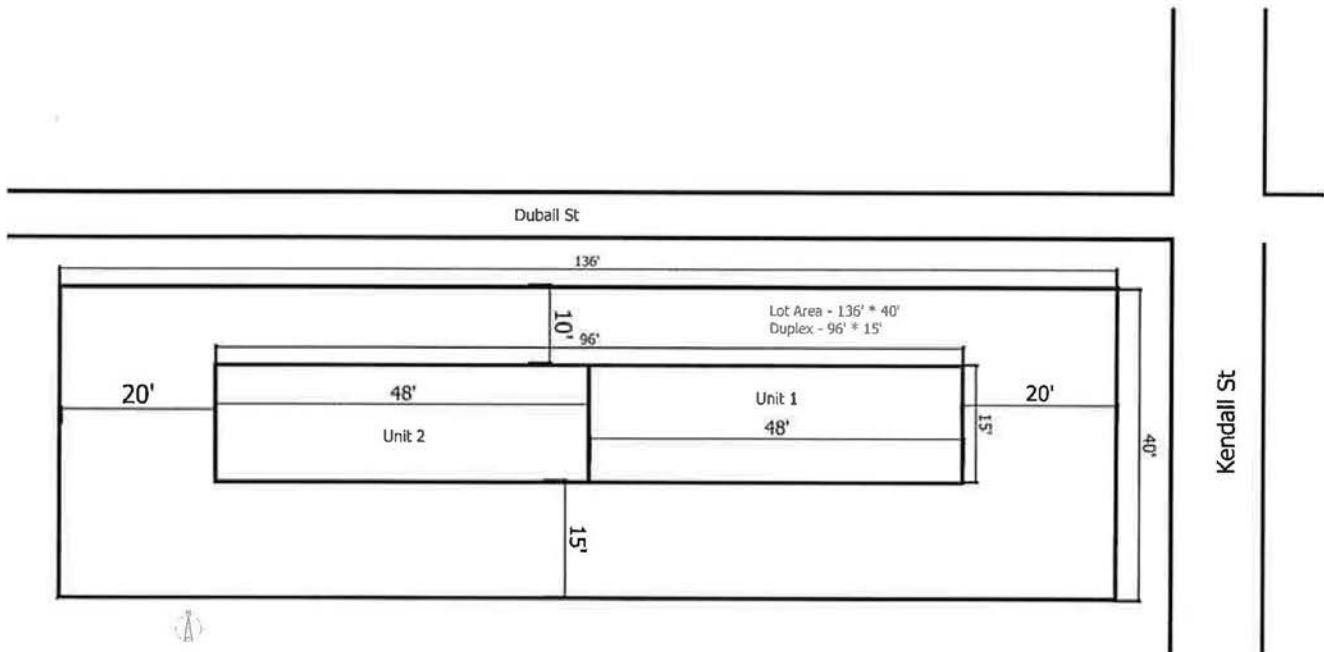 Dubail St
136'
Lot Area - 136' * 40'
Duplex - 96' * 15'
10'
96'
20'
48'
Unit 2
Unit 1
48'
15'
20'
40'
Kendall St
15'
N